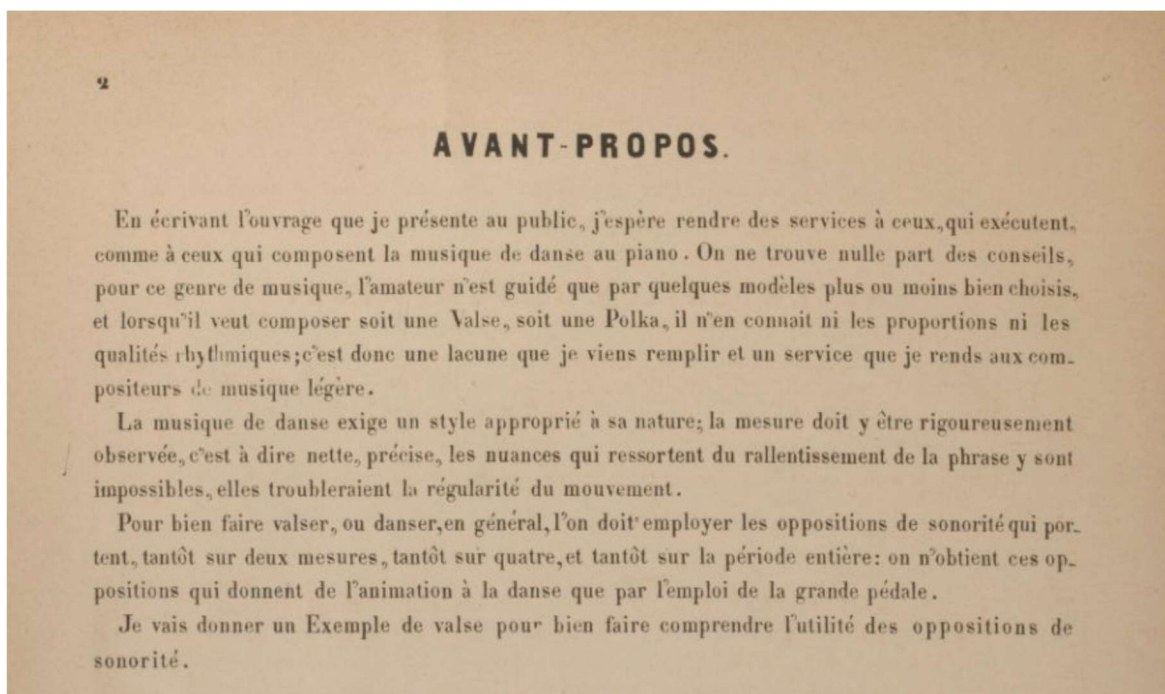 2
AVANT-PROPOS.
En écrivant l'ouvrage que je présente au public, j'espère rendre des services à ceux, qui exécutent,
comme à ceux qui composent la musique de danse au piano. On ne trouve nulle part des conseils,
pour ce genre de musique, l'amateur n'est guidé que par quelques modèles plus ou moins bien choisis,
et lorsqu'il veut composer soit une Valse, soit une Polka, il n'en connait ni les proportions ni les
qualités rhythmiques; c'est donc une lacune que je viens remplir et un service que je rends aux com-
positeurs de musique légère.
La musique de danse exige un style approprié à sa nature; la mesure doit y être rigoureusement
observée, c'est à dire nette, précise, les nuances qui ressortent du rallentissement de la phrase y sont
impossibles, elles troubleraient la régularité du mouvement.
Pour bien faire valser, ou danser, en général, l'on doit employer les oppositions de sonorité qui por-
tent, tantôt sur deux mesures, tantôt sur quatre, et tantôt sur la période entière: on n'obtient ces op-
positions qui donnent de l'animation à la danse que par l'emploi de la grande pédale.
Je vais donner un Exemple de valse pour bien faire comprendre l'utilité des oppositions de
sonorité.